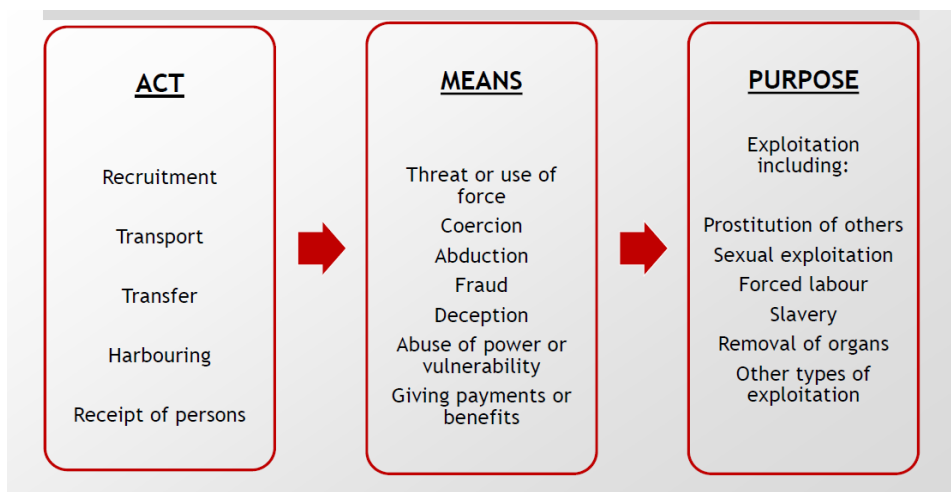 ACT
Recruitment
Transport
Transfer
Harbouring
Receipt of persons
MEANS
Threat or use of
force
Coercion
Abduction
Fraud
Deception
Abuse of power or
vulnerability
Giving payments or
benefits
PURPOSE
Exploitation
including:
Prostitution of others
Sexual exploitation
Forced labour
Slavery
Removal of organs
Other types of
exploitation